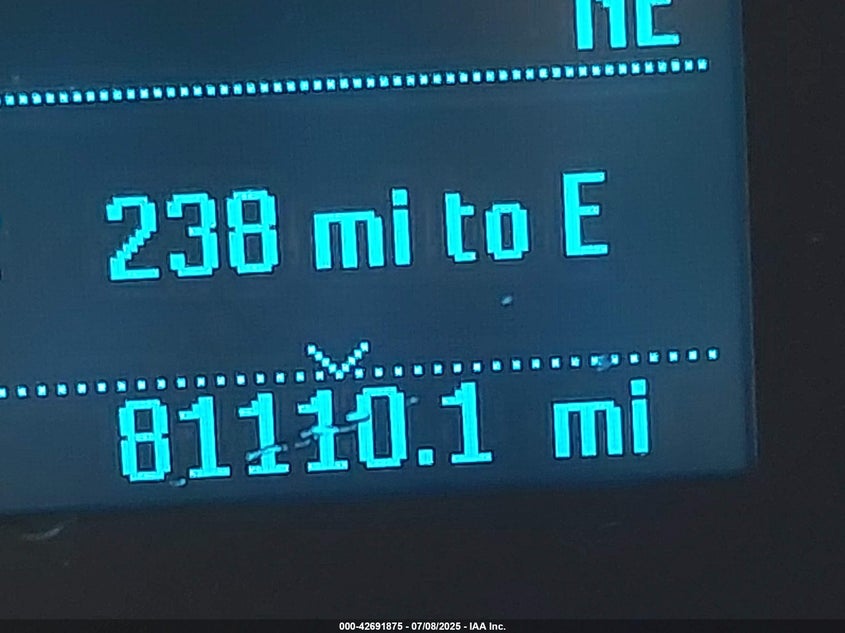 NE
238 mi to E
81110.1 mi
000-42691875 - 07/08/2025 - IAA Inc.